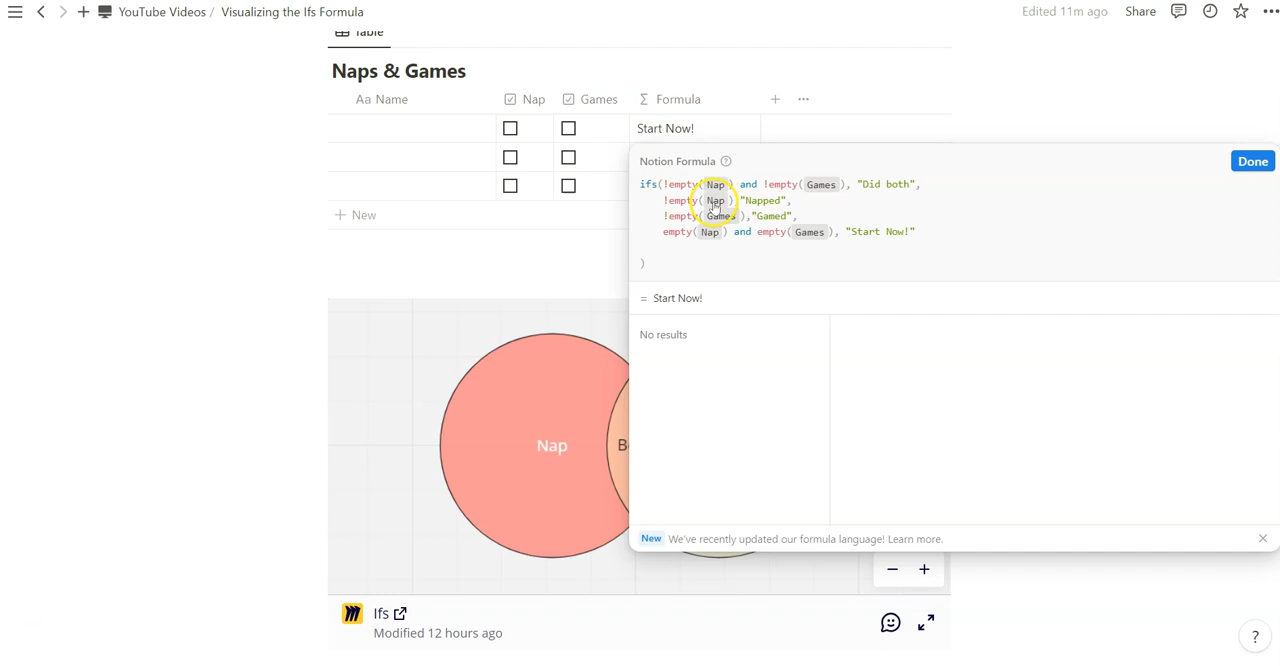 YouTube Videos / Visualizing the Ifs Formula
Edited 11m ago Share
Table
Naps & Games
Aa Name Nap Games Σ Formula
Start Now!
+ New
Notion Formula
Done
ifs(!empty(Nap) and !empty(Games), "Did both",
!empty(Nap) "Napped",
!empty(Games),"Gamed",
empty(Nap) and empty(Games), "Start Now!"
)
= Start Now!
No results
Nap
New We've recently updated our formula language! Learn more.
Ifs
Modified 12 hours ago
?